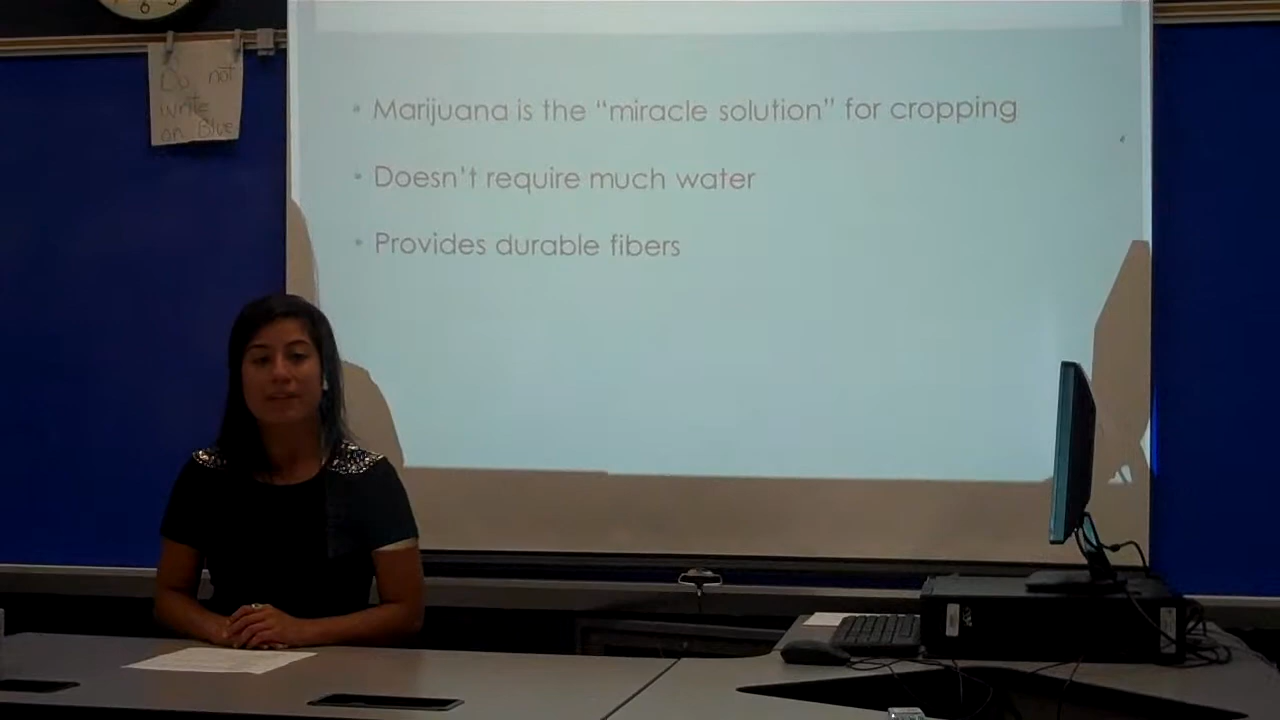 6
Do not
write
on Blue
• Marijuana is the “miracle solution” for cropping
• Doesn’t require much water
• Provides durable fibers